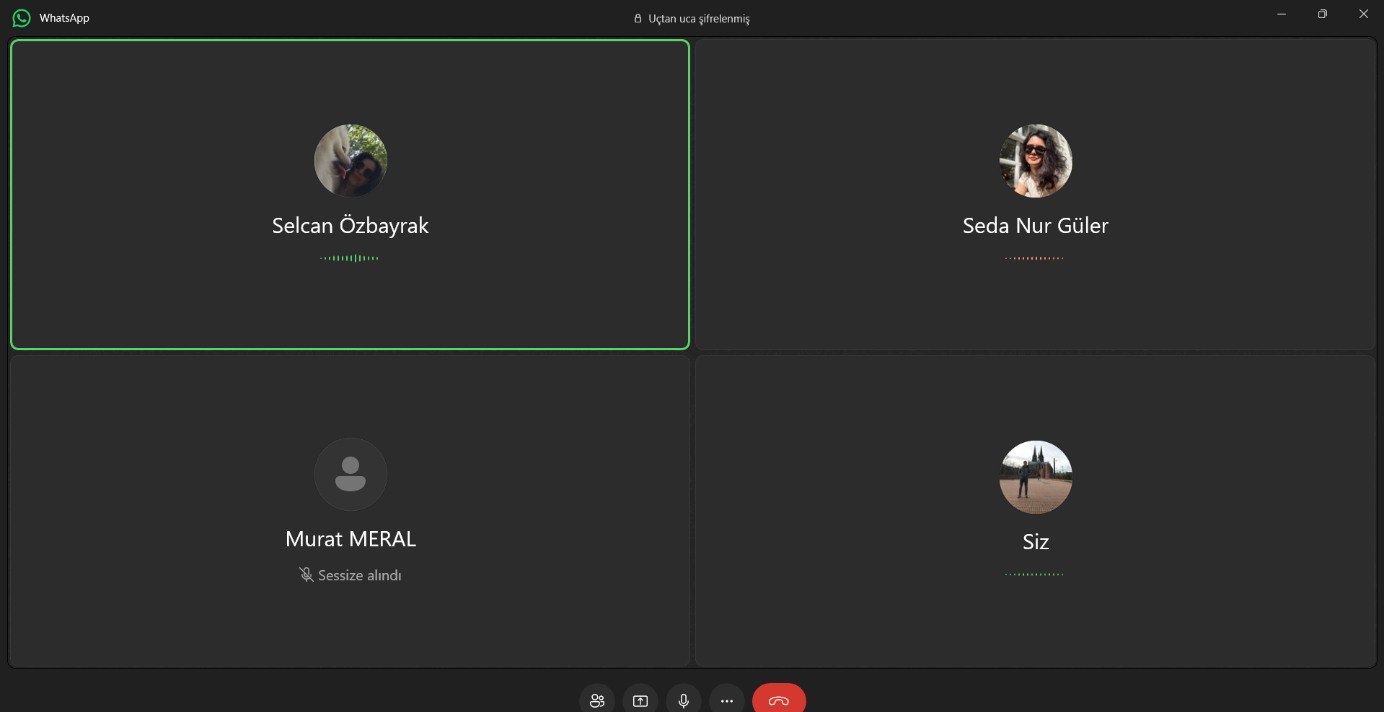 WhatsApp
Uçtan uca şifrelenmiş
Selcan Özbayrak
Seda Nur Güler
Murat MERAL
Sessize alındı
Siz